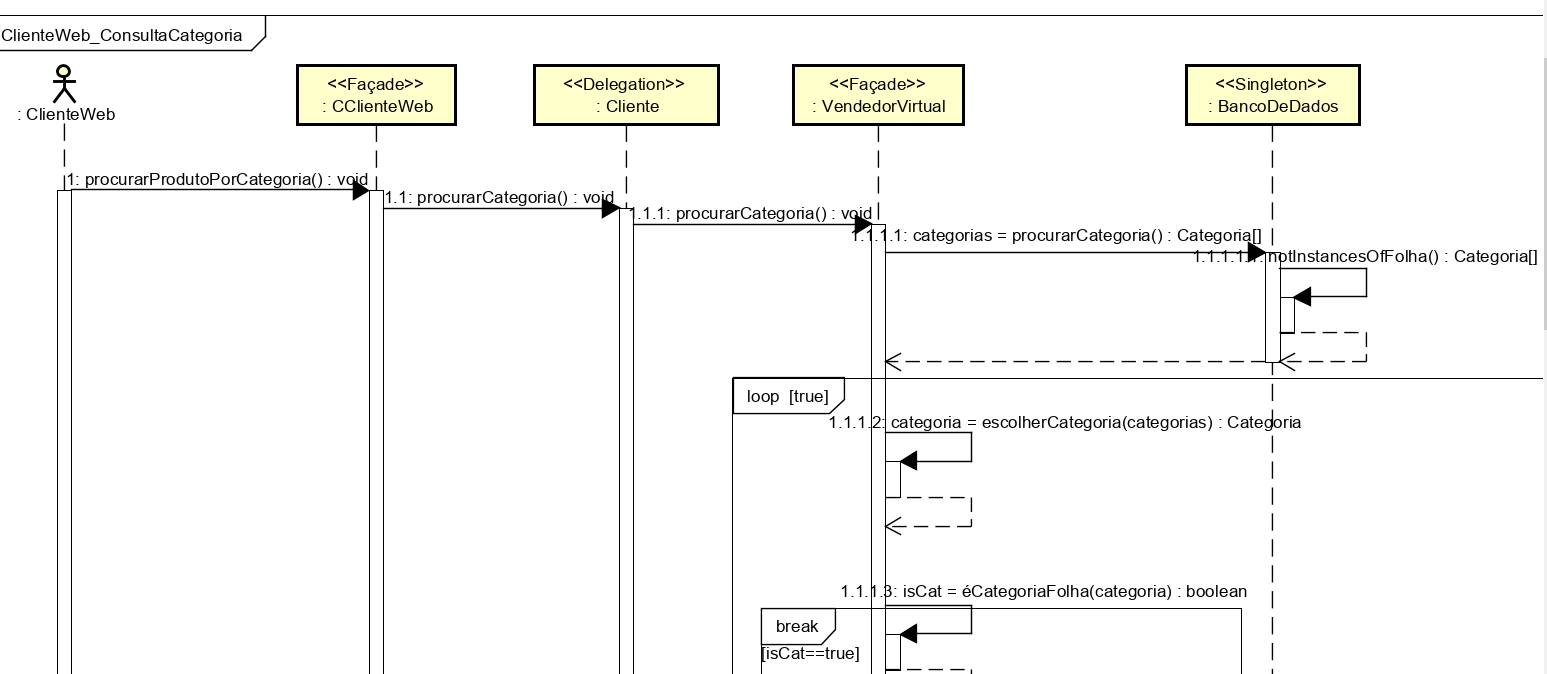 ClienteWeb_ConsultaCategoria
: ClienteWeb
<<Façade>>
: CClienteWeb
<<Delegation>>
: Cliente
<<Façade>>
: VendedorVirtual
<<Singleton>>
: BancoDeDados
1: procurarProdutoPorCategoria() : void
1.1: procurarCategoria() : void
1.1.1: procurarCategoria() : void
1.1.1.1: categorias = procurarCategoria() : Categoria[]
1.1.1.1.1: notInstancesOfFolha() : Categoria[]
loop [true]
1.1.1.2: categoria = escolherCategoria(categorias) : Categoria
1.1.1.3: isCat = éCategoriaFolha(categoria) : boolean
break
[isCat==true]